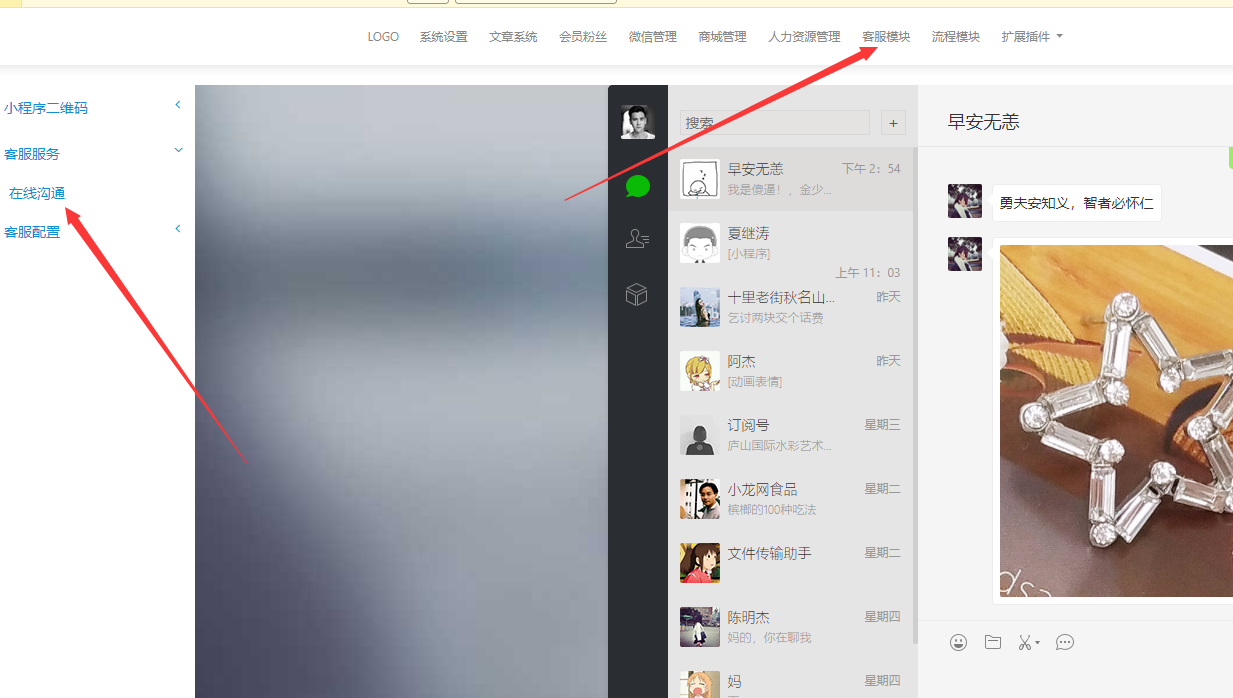 LOGO 系统设置 文章系统 会员粉丝 微信管理 商城管理 人力资源管理 客服模块 流程模块 扩展插件
小程序二维码
客服服务
在线沟通
客服配置
搜索
+
早安无恙 下午 2：54
我是傻逼！，金少...
夏继涛
[小程序]
上午 11：03
十里老街秋名山... 昨天
乞讨两块交个话费
阿杰 昨天
[动画表情]
订阅号 星期三
庐山国际水彩艺术...
小龙网食品 星期二
槟榔的100种吃法
文件传输助手 星期二
陈明杰 星期四
妈的，你在聊我
妈 星期四
早安无恙
勇夫安知义，智者必怀仁